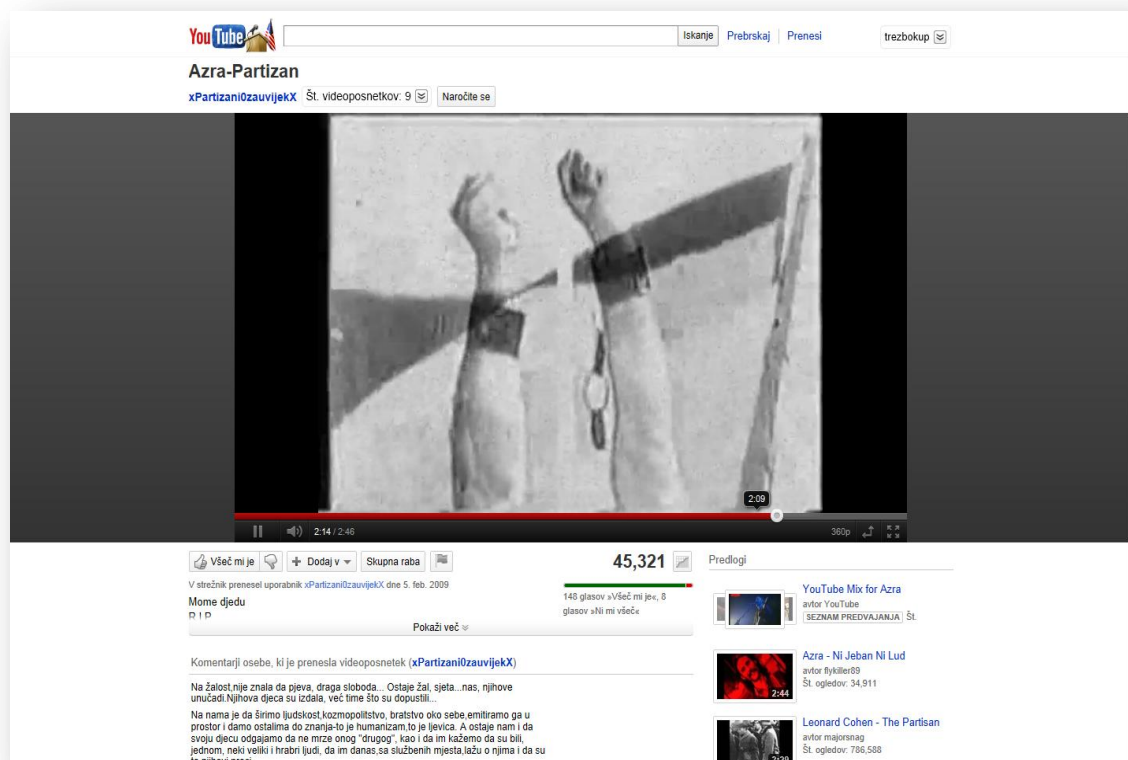 YouTube
Iskanje
Prebrskaj
Prenesi
trezbokup
Azra-Partizan
xPartizani0zauvijekX
Št. videoposnetkov: 9
Naročite se
2:09
2:14 / 2:46
360p
Všeč mi je
Dodaj v
Skupna raba
45,321
V strežnik prenesel uporabnik xPartizani0zauvijekX dne 5. feb. 2009
148 glasov »Všeč mi je«, 8
glasov »Ni mi všeč«
Mome djedu
R I P
Pokaži več
Komentarji osebe, ki je prenesla videoposnetek (xPartizani0zauvijekX)
Na žalost,nije znala da pjeva, draga sloboda... Ostaje žal, sjeta...nas, njihove
unučadi.Njihova djeca su izdala, već time što su dopustili...
Na nama je da širimo ljudskost,kozmopolitstvo, bratstvo oko sebe,emitiramo ga u
prostor i damo ostalima do znanja-to je humanizam,to je ljevica. A ostaje nam i da
svoju djecu odgajamo da ne mrze onog "drugog", kao i da im kažemo da su bili,
jednom, neki veliki i hrabri ljudi, da im danas,sa službenih mjesta,lažu o njima i da su
Predlogi
YouTube Mix for Azra
avtor YouTube
SEZNAM PREDVAJANJA Št.
Azra - Ni Jeban Ni Lud
avtor flykiller89
Št. ogledov: 34,911
2:44
Leonard Cohen - The Partisan
avtor majorsnag
Št. ogledov: 786,588